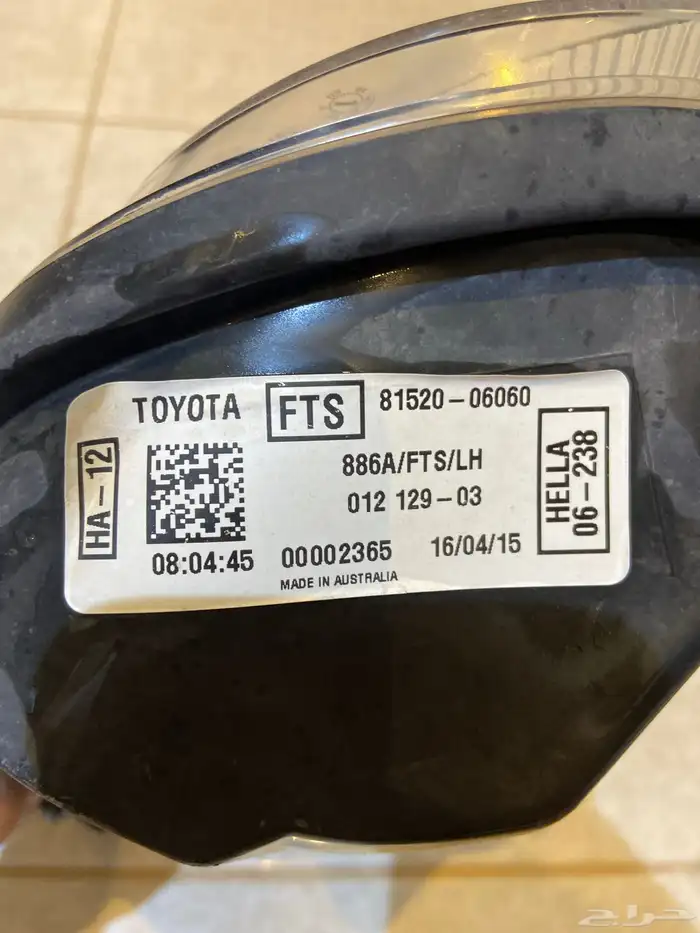 TOYOTA FTS 81520-06060
HA-12
886A/FTS/LH
012 129-03
08:04:45 00002365 16/04/15
MADE IN AUSTRALIA
HELLA
06-238
حراج